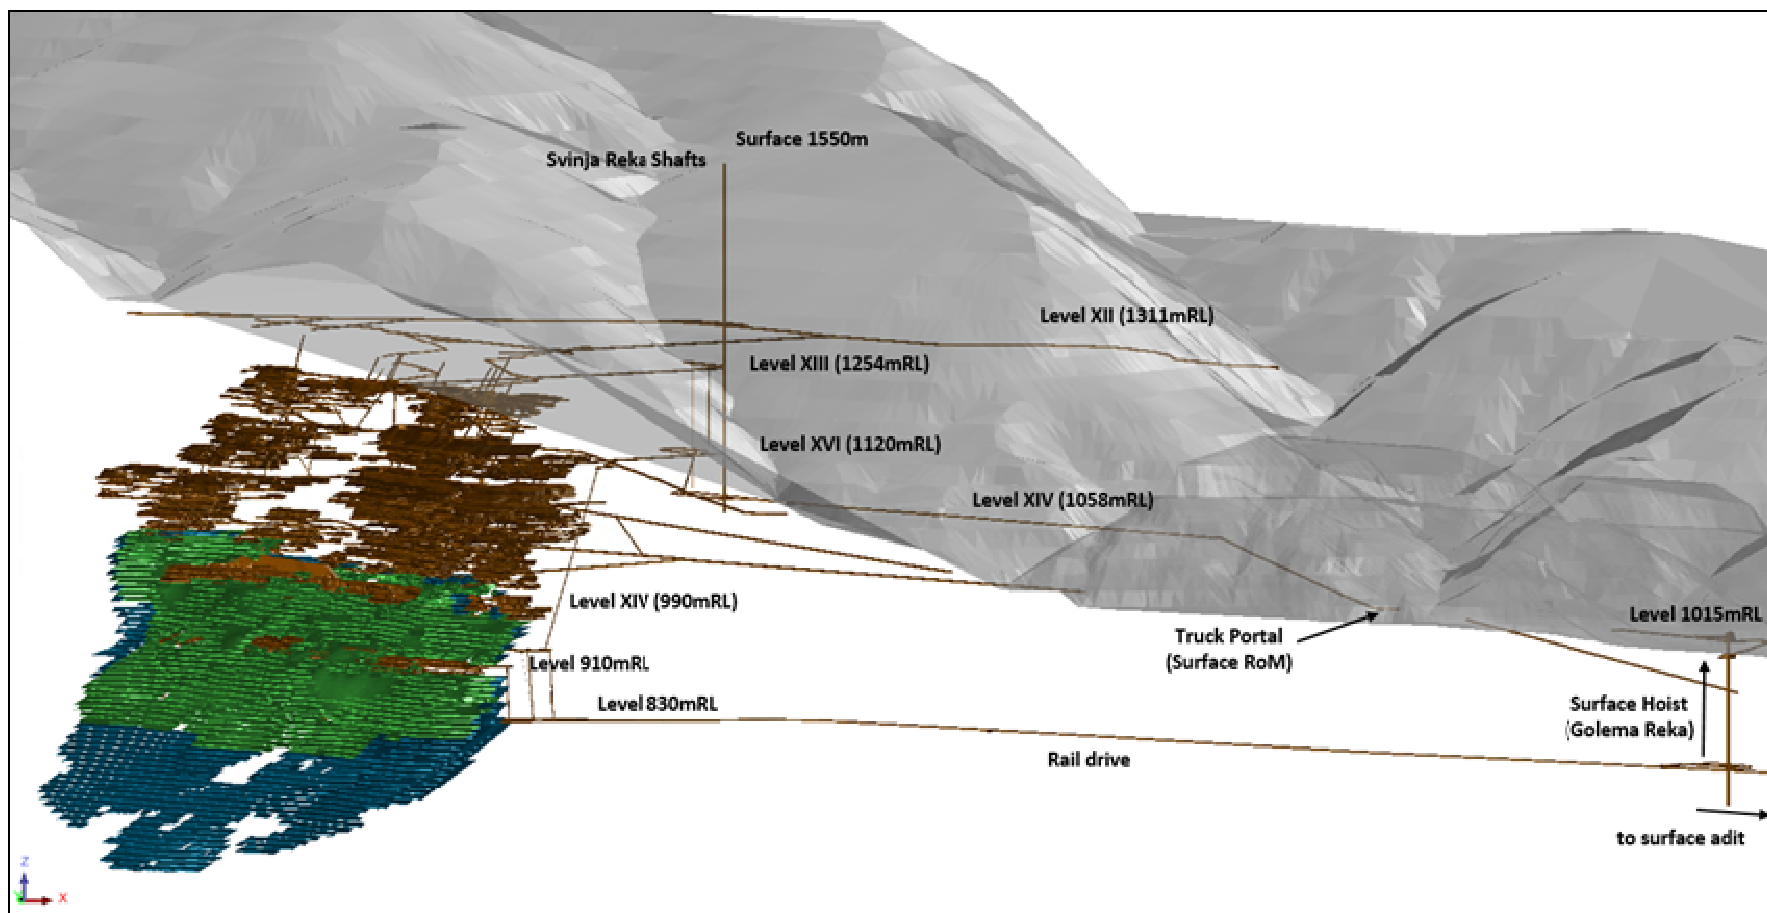 Surface 1550m
Svinja Reka Shafts
Level XII (1311mRL)
Level XIII (1254mRL)
Level XVI (1120mRL)
Level XIV (1058mRL)
Level XIV (990mRL)
Level 1015mRL
Truck Portal
(Surface RoM)
Level 910mRL
Level 830mRL
Surface Hoist
(Golema Reka)
Rail drive
to surface adit
Z
X